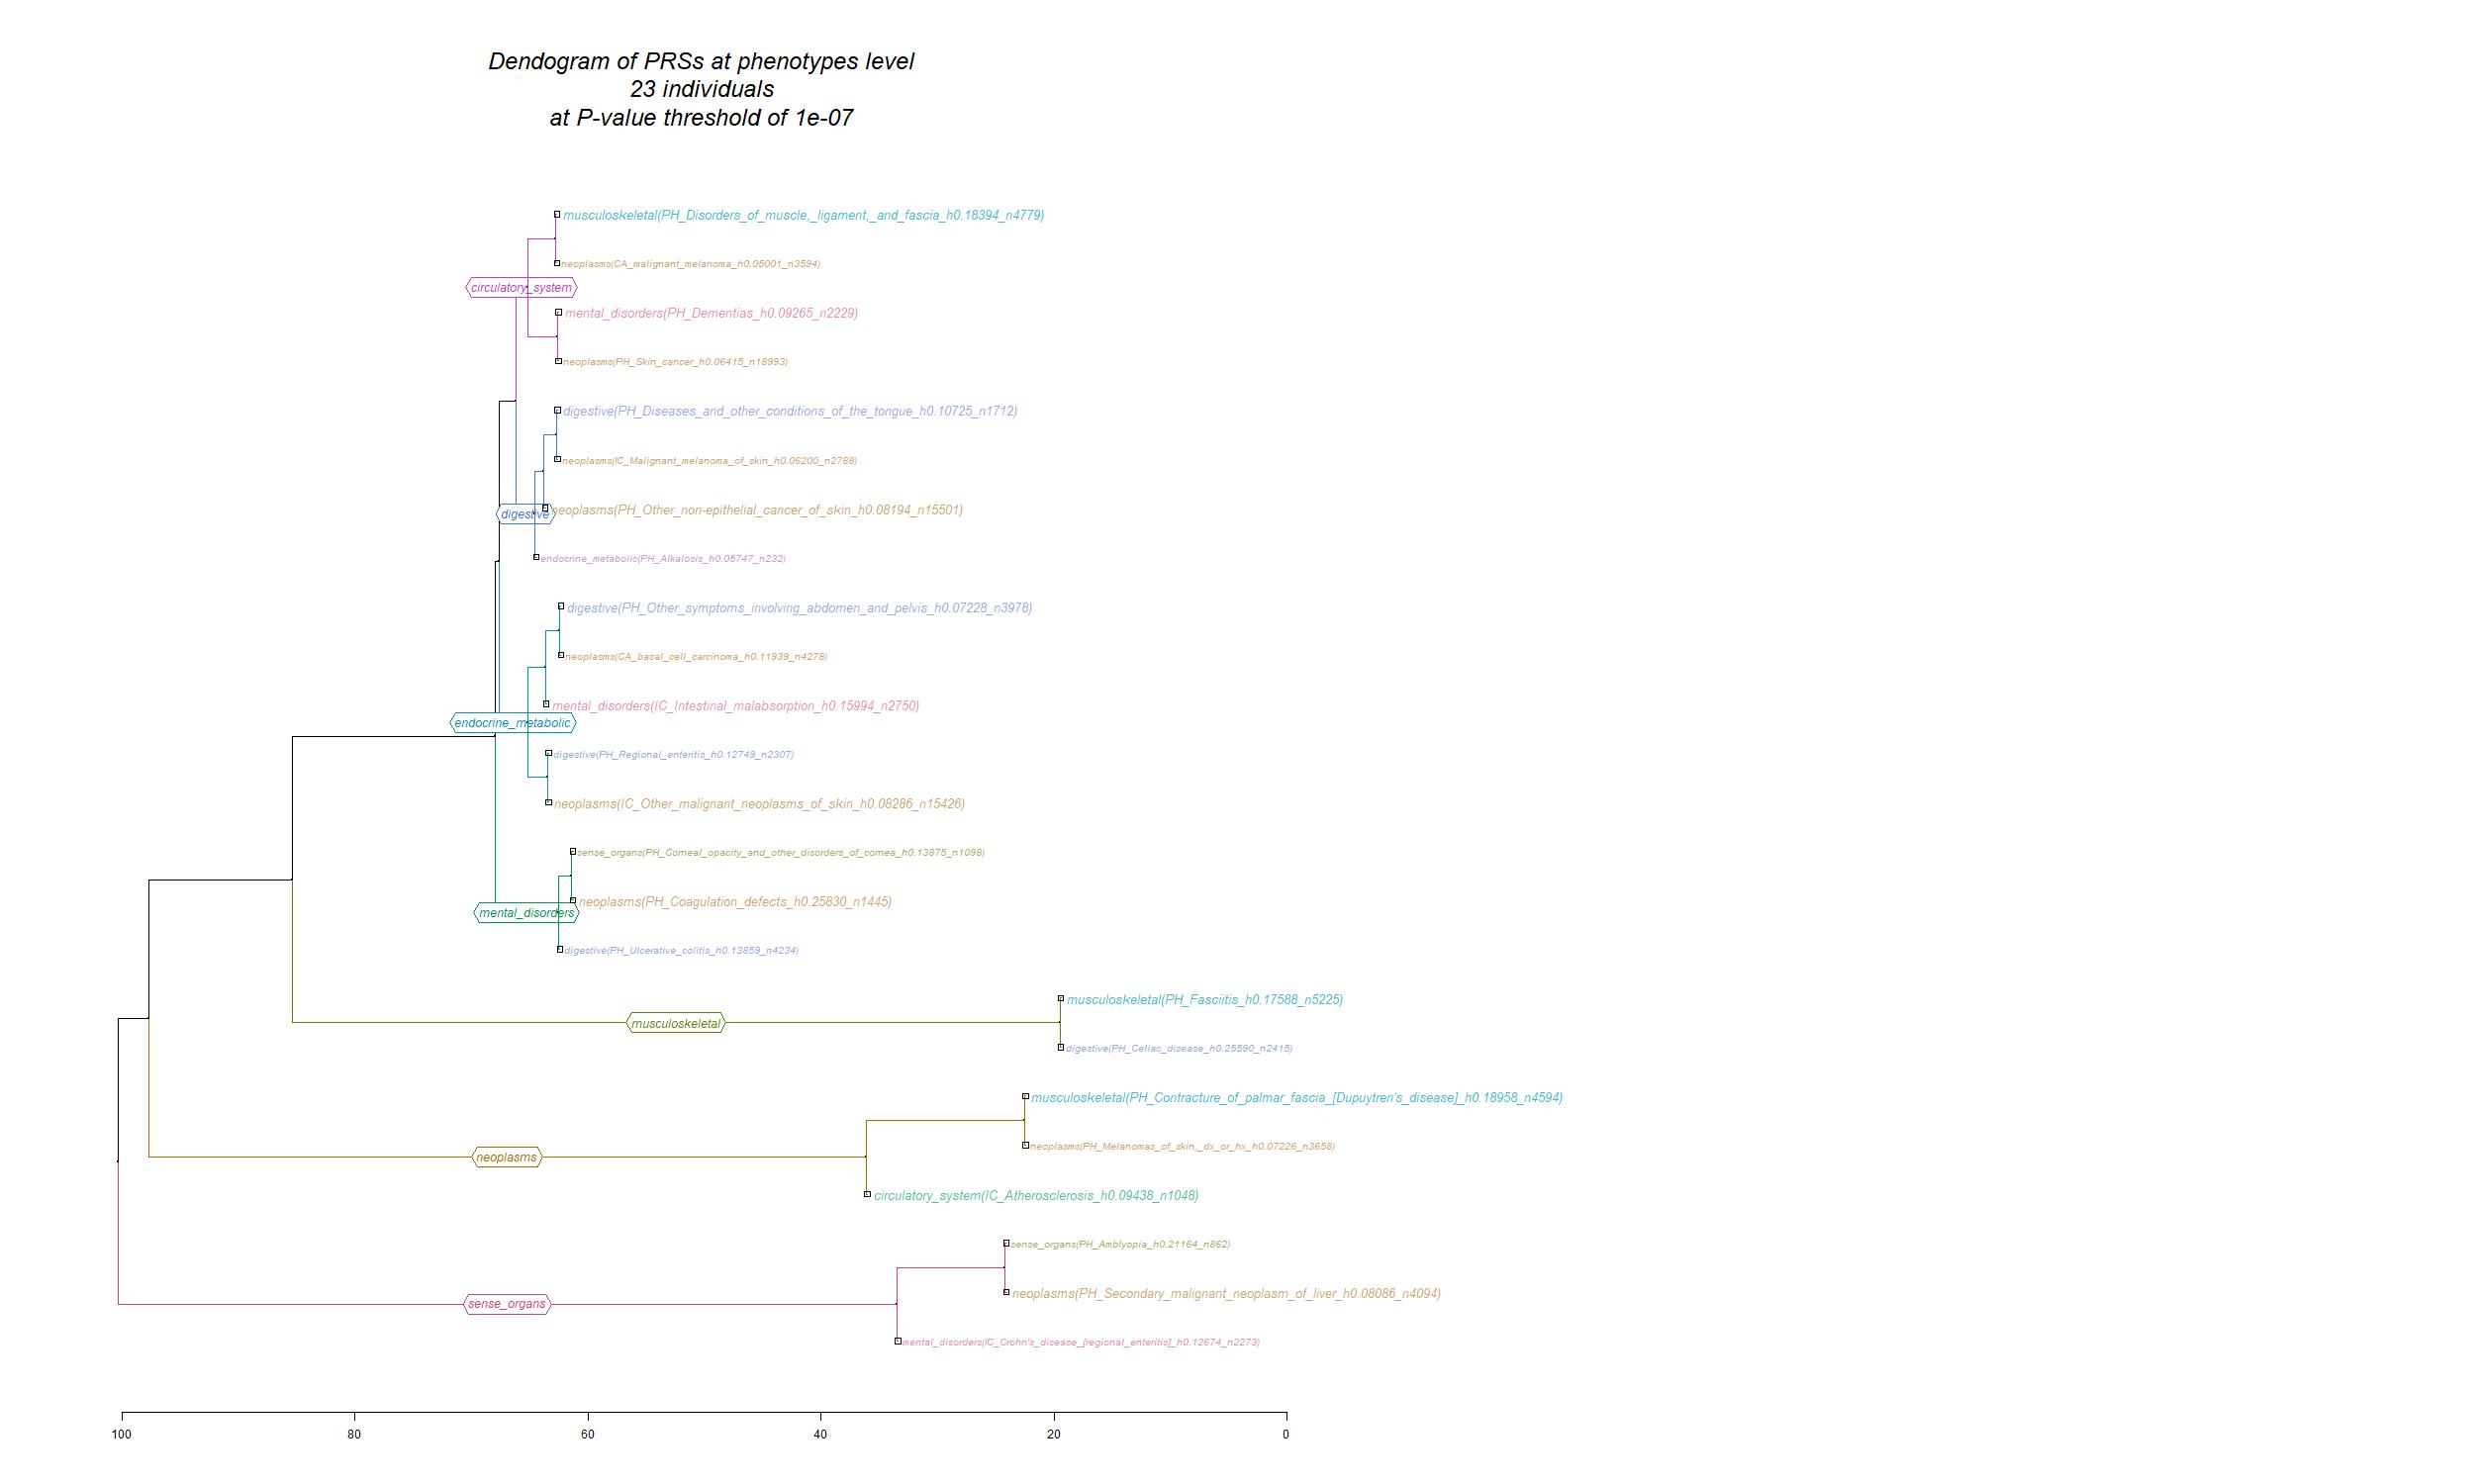 Dendogram of PRSs at phenotypes level
23 individuals
at P-value threshold of 1e-07
musculoskeletal(PH_Disorders_of_muscle,_ligament,_and_fascia_h0.18394_n4779)
neoplasms(CA_malignant_melanoma_h0.05001_n3594)
circulatory_system
mental_disorders(PH_Dementias_h0.09265_n2229)
neoplasms(PH_Skin_cancer_h0.06415_n18993)
digestive(PH_Diseases_and_other_conditions_of_the_tongue_h0.10725_n1712)
neoplasms(IC_Malignant_melanoma_of_skin_h0.06200_n2788)
neoplasms(PH_Other_non-epithelial_cancer_of_skin_h0.08194_n15501)
digestive
endocrine_metabolic(PH_Alkalosis_h0.05747_n232)
digestive(PH_Other_symptoms_involving_abdomen_and_pelvis_h0.07228_n3978)
neoplasms(CA_basal_cell_carcinoma_h0.11939_n4278)
mental_disorders(IC_Intestinal_malabsorption_h0.15994_n2750)
endocrine_metabolic
digestive(PH_Regional_enteritis_h0.12749_n2307)
neoplasms(IC_Other_malignant_neoplasms_of_skin_h0.08286_n15426)
sense_organs(PH_Corneal_opacity_and_other_disorders_of_cornea_h0.13875_n1098)
neoplasms(PH_Coagulation_defects_h0.25830_n1445)
mental_disorders
digestive(PH_Ulcerative_colitis_h0.13859_n4234)
musculoskeletal(PH_Fasciitis_h0.17588_n5225)
musculoskeletal
digestive(PH_Celiac_disease_h0.25590_n2415)
musculoskeletal(PH_Contracture_of_palmar_fascia_[Dupuytren's_disease]_h0.18958_n4594)
neoplasms(PH_Melanomas_of_skin,_dx_or_hx_h0.07226_n3658)
neoplasms
circulatory_system(IC_Atherosclerosis_h0.09438_n1048)
sense_organs(PH_Amblyopia_h0.21164_n862)
neoplasms(PH_Secondary_malignant_neoplasm_of_liver_h0.08086_n4094)
sense_organs
mental_disorders(IC_Crohn's_disease_[regional_enteritis]_h0.12674_n2273)
100 80 60 40 20 0